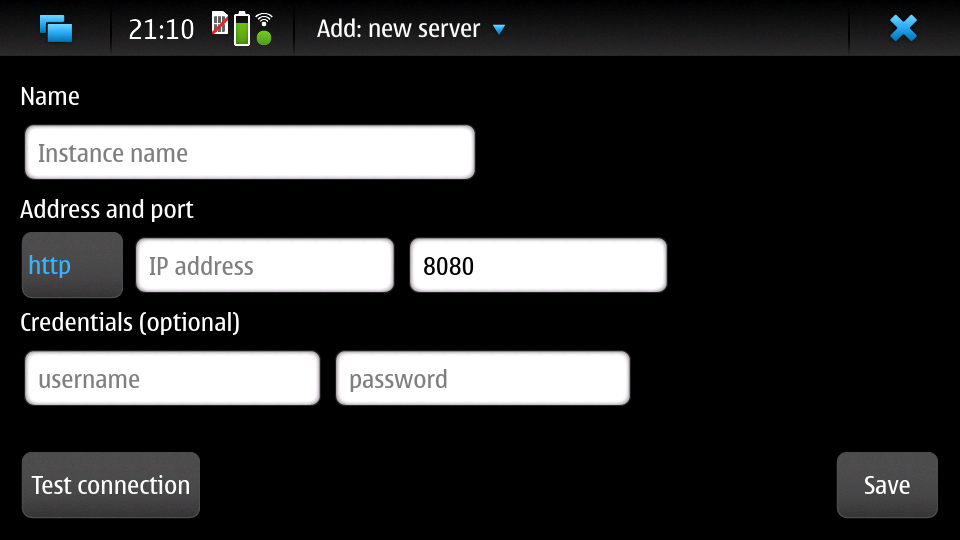 21:10 Add: new server
Name
Instance name
Address and port
http IP address 8080
Credentials (optional)
username password
Test connection Save